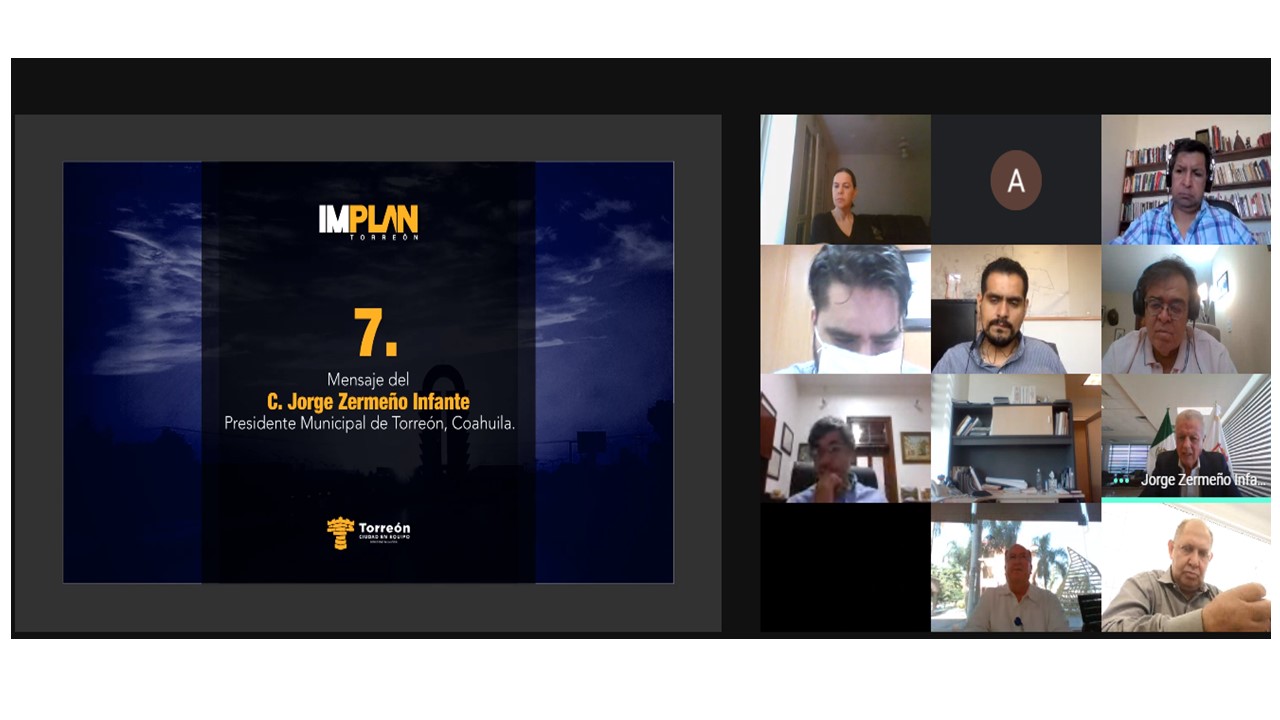 IMPLAN
TORREÓN
7.
Mensaje del
C. Jorge Zermeño Infante
Presidente Municipal de Torreón, Coahuila.
Torreón
CIUDAD EN EQUIPO
A
Jorge Zermeño Infa...